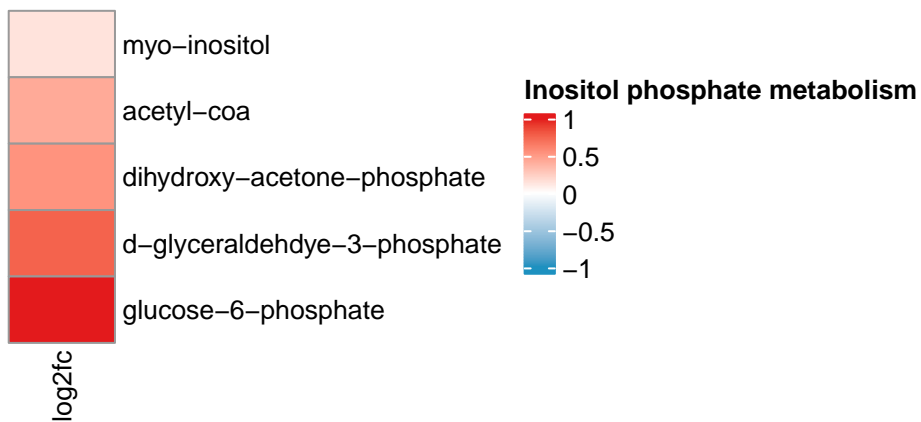 myo−inositol
acetyl−coa
dihydroxy−acetone−phosphate
d−glyceraldehdye−3−phosphate
glucose−6−phosphate
log2fc
Inositol phosphate metabolism
1
0.5
0
−0.5
−1